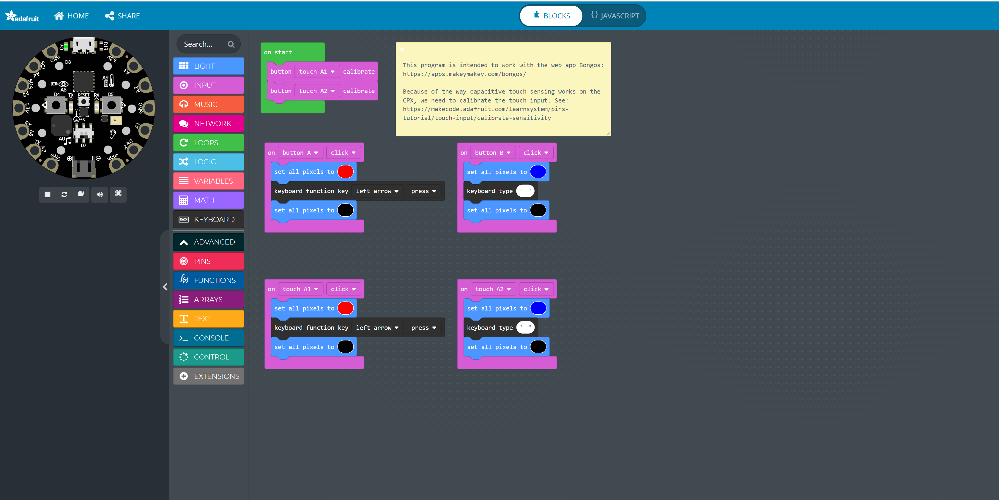 adafruit
HOME
SHARE
BLOCKS
{} JAVASCRIPT
On
D13
GND
D8
3.3V
SCL
A4
A3
SDA
A5
A9
A8
A2
D4
TX
RESET
RX
D5
A
B
3.3V
GND
Y
Z
X
RX
A6
A1
A0
D7
TX
A7
A0
GND
VOUT
Search...
LIGHT
INPUT
MUSIC
NETWORK
LOOPS
LOGIC
VARIABLES
MATH
KEYBOARD
ADVANCED
PINS
f(x) FUNCTIONS
ARRAYS
TEXT
CONSOLE
CONTROL
EXTENSIONS
on start
button touch A1 calibrate
button touch A2 calibrate
This program is intended to work with the web app Bongos:
https://apps.makeymakey.com/bongos/
Because of the way capacitive touch sensing works on the
CPX, we need to calibrate the touch input. See:
https://makecode.adafruit.com/learnsystem/pins-
tutorial/touch-input/calibrate-sensitivity
on button A click
set all pixels to
keyboard function key left arrow press
set all pixels to
on button B click
set all pixels to
keyboard type " "
set all pixels to
on touch A1 click
set all pixels to
keyboard function key left arrow press
set all pixels to
on touch A2 click
set all pixels to
keyboard type " "
set all pixels to